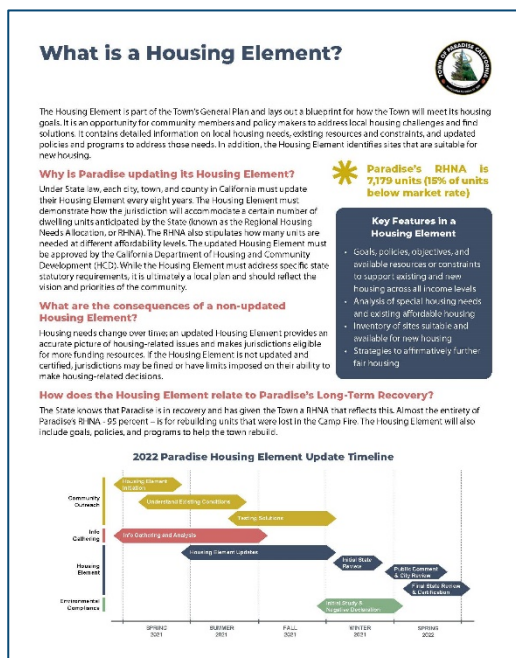 What is a Housing Element?
TOWN OF PARADISE CALIFORNIA
The Housing Element is part of the Town's General Plan and lays out a blueprint for how the Town will meet its housing
goals. It is an opportunity for community members and policy makers to address local housing challenges and find
solutions. It contains detailed information on local housing needs, existing resources and constraints, and updated
policies and programs to address those needs. In addition, the Housing Element identifies sites that are suitable for
new housing.
Why is Paradise updating its Housing Element?
Under State law, each city, town, and county in California must update
their Housing Element every eight years. The Housing Element must
demonstrate how the jurisdiction will accommodate a certain number of
dwelling units anticipated by the State (known as the Regional Housing
Needs Allocation, or RHNA). The RHNA also stipulates how many units are
needed at different affordability levels. The updated Housing Element must
be approved by the California Department of Housing and Community
Development (HCD). While the Housing Element must address specific state
statutory requirements, it is ultimately a local plan and should reflect the
vision and priorities of the community.
Paradise's RHNA is
7,179 units (15% of units
below market rate)
Key Features in a
Housing Element
• Goals, policies, objectives, and
available resources or constraints
to support existing and new
housing across all income levels
• Analysis of special housing needs
and existing affordable housing
• Inventory of sites suitable and
available for new housing
• Strategies to affirmatively further
fair housing
What are the consequences of a non-updated
Housing Element?
Housing needs change over time; an updated Housing Element provides an
accurate picture of housing-related issues and makes jurisdictions eligible
for more funding resources. If the Housing Element is not updated and
certified, jurisdictions may be fined or have limits imposed on their ability to
make housing-related decisions.
How does the Housing Element relate to Paradise's Long-Term Recovery?
The State knows that Paradise is in recovery and has given the Town a RHNA that reflects this. Almost the entirety of
Paradise's RHNA - 95 percent – is for rebuilding units that were lost in the Camp Fire. The Housing Element will also
include goals, policies, and programs to help the town rebuild.
2022 Paradise Housing Element Update Timeline
Community
Outreach
Housing Element
Initiation
Understand Existing Conditions
Testing Solutions
Info
Gathering
Info Gathering and Analysis
Housing
Element
Housing Element Updates
Initial State
Review
Public Comment
& City Review
Final State Review
& Certification
Environmental
Compliance
Initial Study &
Negative Declaration
SPRING
2021
SUMMER
2021
FALL
2021
WINTER
2021
SPRING
2022